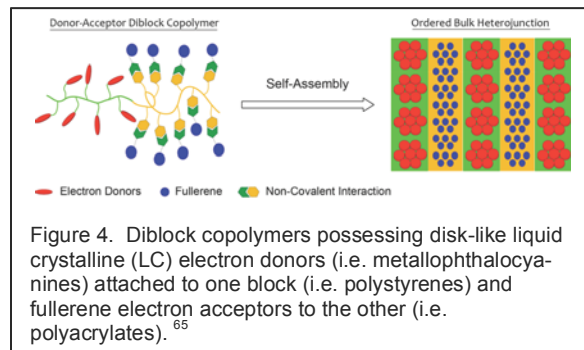 Donor-Acceptor Diblock Copolymer
Ordered Bulk Heterojunction
Self-Assembly
Electron Donors
Fullerene
Non-Covalent Interaction
Figure 4. Diblock copolymers possessing disk-like liquid
crystalline (LC) electron donors (i.e. metallophthalocya-
nines) attached to one block (i.e. polystyrenes) and
fullerene electron acceptors to the other (i.e.
polyacrylates). 65